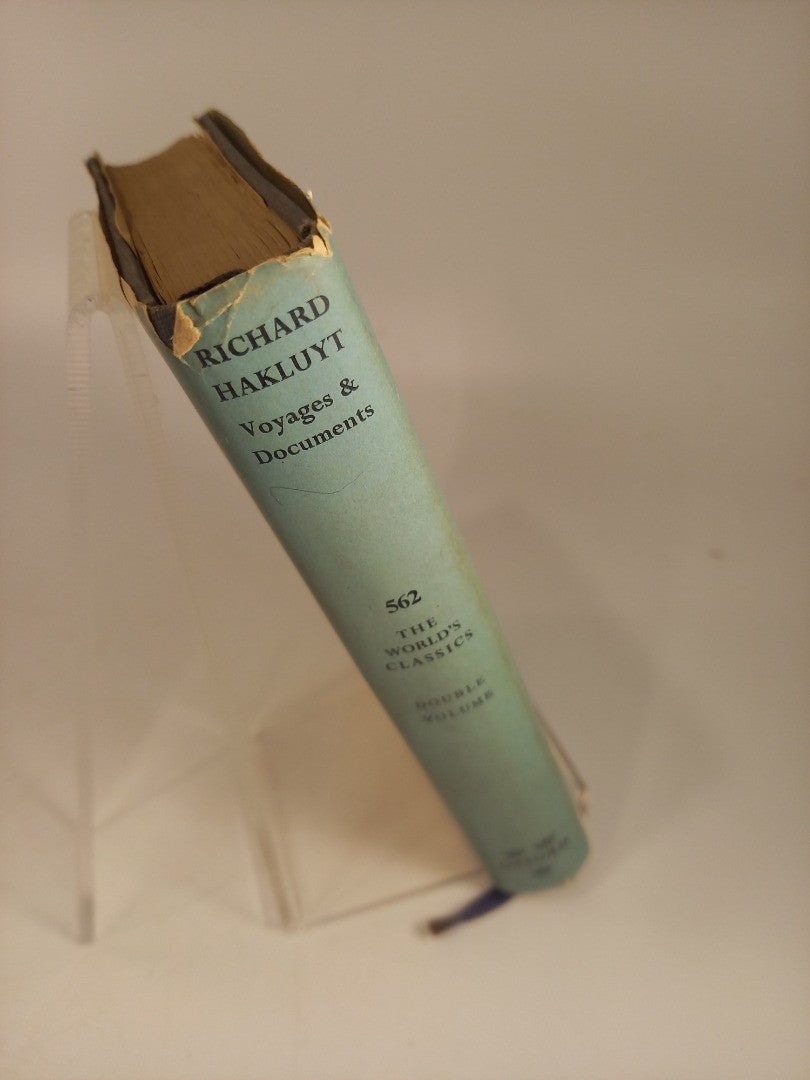 RICHARD
HAKLUYT
Voyages &
Documents
562
THE
WORLD'S
CLASSICS
DOUBLE
VOLUME